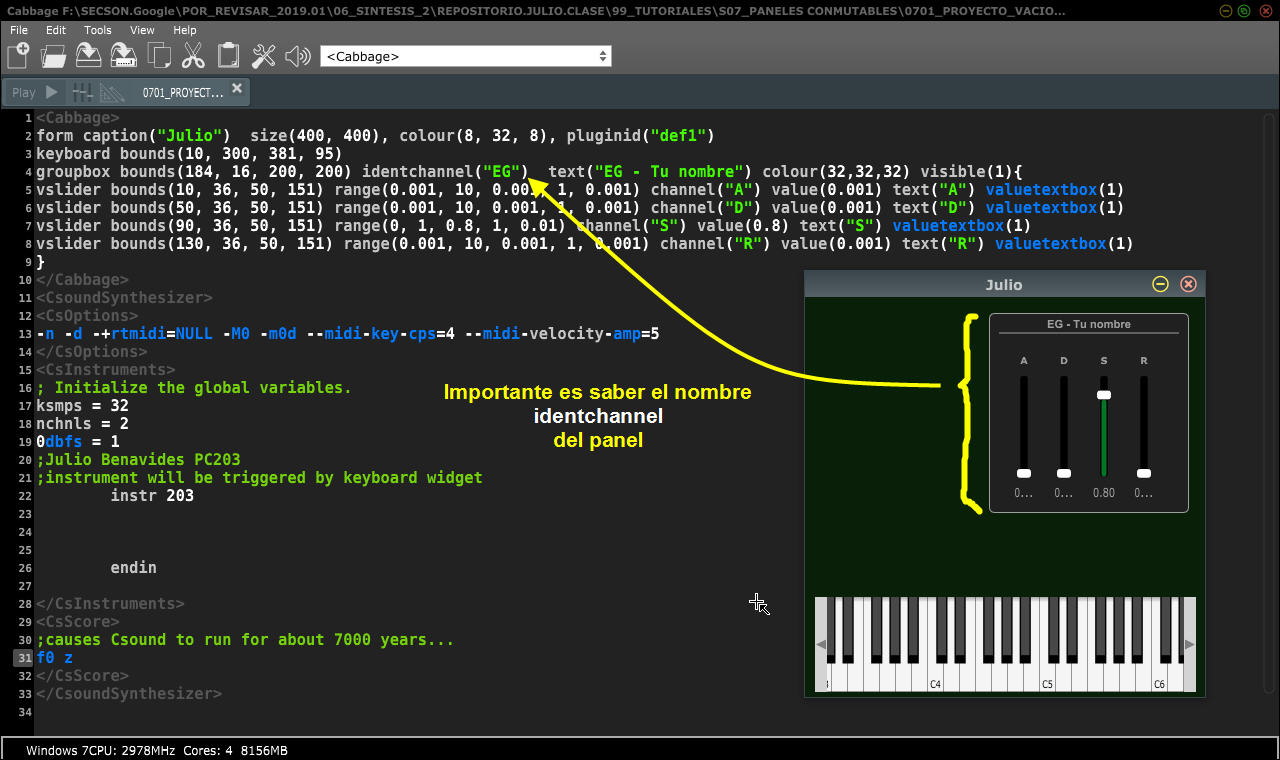 Cabbage F:\SECSON.Google\POR_REVISAR_2019.01\06_SINTESIS_2\REPOSITORIO.JULIO.CLASE\99_TUTORIALES\S07_PANELES CONMUTABLES\0701_PROYECTO_VACIO...
File Edit Tools View Help
<Cabbage>
Play 0701_PROYECT...
1 <Cabbage>
2 form caption("Julio")  size(400, 400), colour(8, 32, 8), pluginid("def1")
3 keyboard bounds(10, 300, 381, 95)
4 groupbox bounds(184, 16, 200, 200) identchannel("EG")  text("EG - Tu nombre") colour(32,32,32) visible(1){
5 vslider bounds(10, 36, 50, 151) range(0.001, 10, 0.001, 1, 0.001) channel("A") value(0.001) text("A") valuetextbox(1)
6 vslider bounds(50, 36, 50, 151) range(0.001, 10, 0.001, 1, 0.001) channel("D") value(0.001) text("D") valuetextbox(1)
7 vslider bounds(90, 36, 50, 151) range(0, 1, 0.8, 1, 0.01) channel("S") value(0.8) text("S") valuetextbox(1)
8 vslider bounds(130, 36, 50, 151) range(0.001, 10, 0.001, 1, 0.001) channel("R") value(0.001) text("R") valuetextbox(1)
9 }
10 </Cabbage>
11 <CsoundSynthesizer>
12 <CsOptions>
13 -n -d -+rtmidi=NULL -M0 -m0d --midi-key-cps=4 --midi-velocity-amp=5
14 </CsOptions>
15 <CsInstruments>
16 ; Initialize the global variables.
17 ksmps = 32
18 nchnls = 2
19 0dbfs = 1
20 ;Julio Benavides PC203
21 ;instrument will be triggered by keyboard widget
22 instr 203
23
24
25
26 endin
27
28 </CsInstruments>
29 <CsScore>
30 ;causes Csound to run for about 7000 years...
31 f0 z
32 </CsScore>
33 </CsoundSynthesizer>
34
Importante es saber el nombre
identchannel
del panel
Julio
EG - Tu nombre
A D S R
0... 0... 0.80 0...
C4 C5 C6
Windows 7CPU: 2978MHz  Cores: 4  8156MB